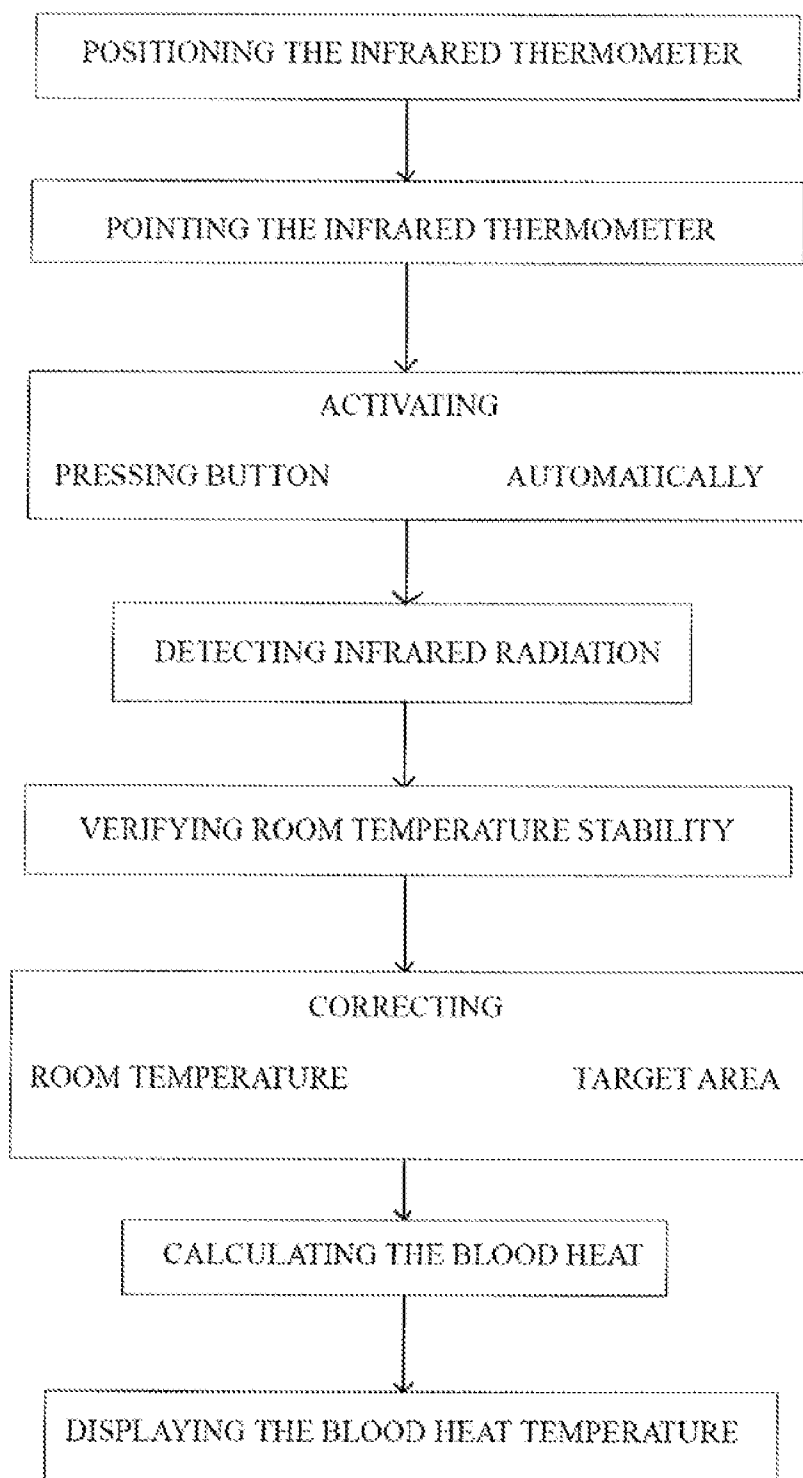 POSITIONING THE INFRARED THERMOMETER
POINTING THE INFRARED THERMOMETER
ACTIVATING
PRESSING BUTTON AUTOMATICALLY
DETECTING INFRARED RADIATION
VERIFYING ROOM TEMPERATURE STABILITY
CORRECTING
ROOM TEMPERATURE TARGET AREA
CALCULATING THE BLOOD HEAT
DISPLAYING THE BLOOD HEAT TEMPERATURE